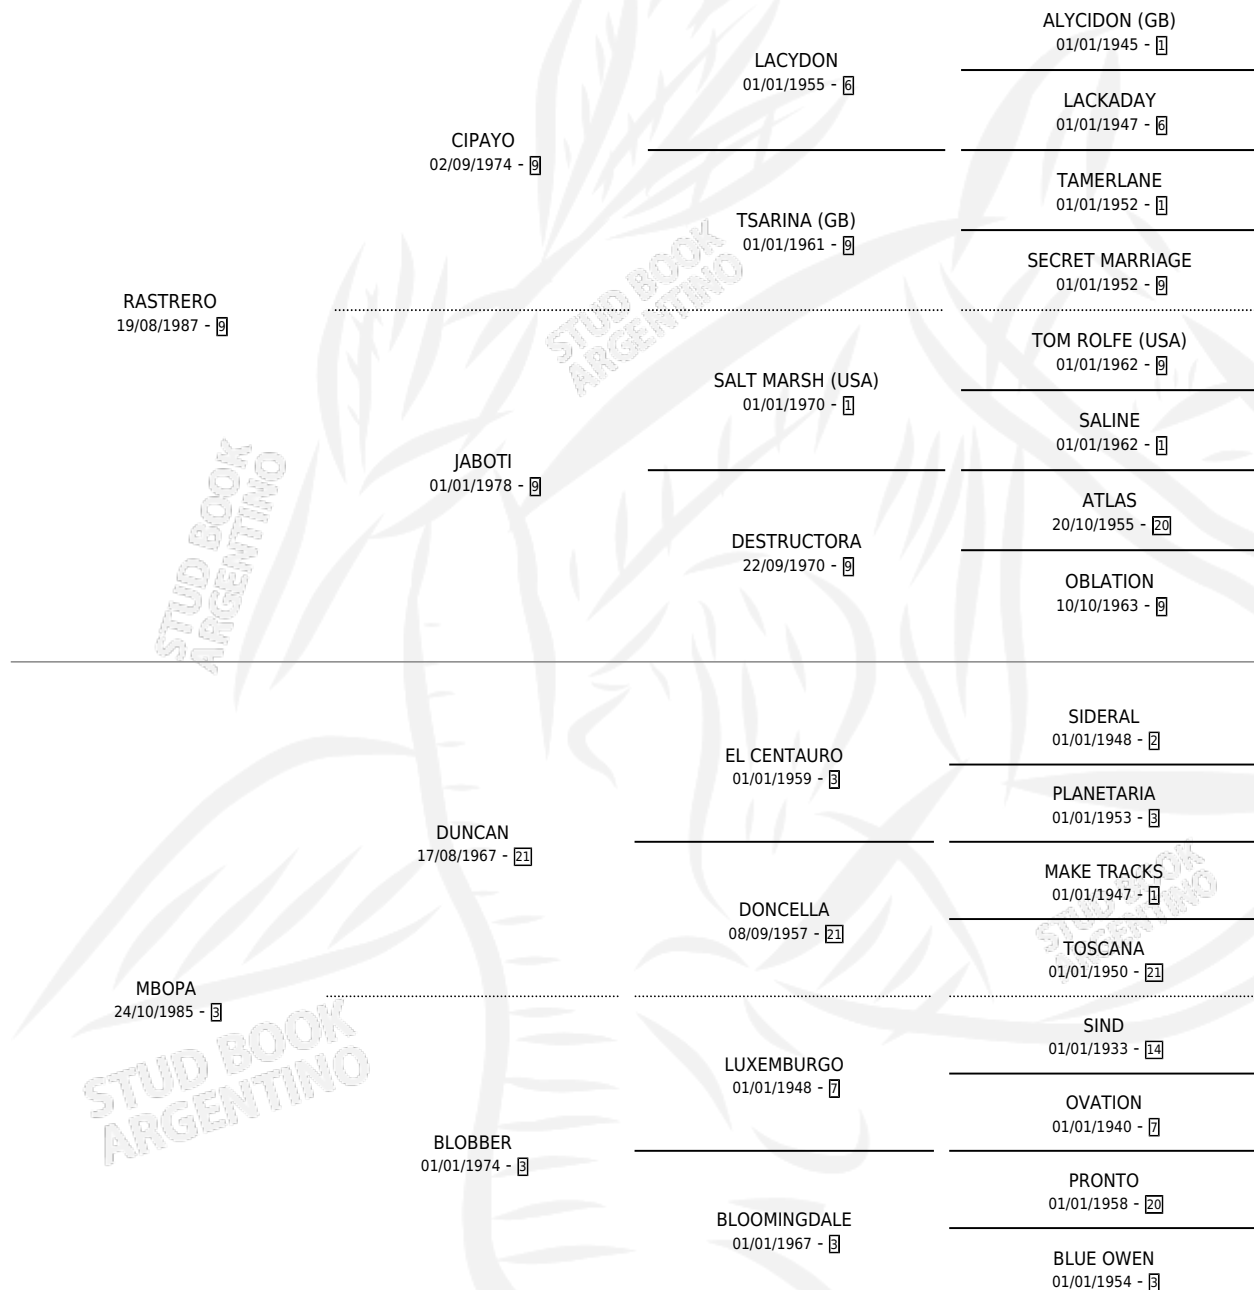 RASTRERO
19/08/1987 - 9
CIPAYO
02/09/1974 - 9
LACYDON
01/01/1955 - 6
ALYCIDON (GB)
01/01/1945 - 1
LACKADAY
01/01/1947 - 6
TSARINA (GB)
01/01/1961 - 9
TAMERLANE
01/01/1952 - 1
SECRET MARRIAGE
01/01/1952 - 9
JABOTI
01/01/1978 - 9
SALT MARSH (USA)
01/01/1970 - 1
TOM ROLFE (USA)
01/01/1962 - 9
SALINE
01/01/1962 - 1
DESTRUCTORA
22/09/1970 - 9
ATLAS
20/10/1955 - 20
OBLATION
10/10/1963 - 9
MBOPA
24/10/1985 - 3
DUNCAN
17/08/1967 - 21
EL CENTAURO
01/01/1959 - 3
SIDERAL
01/01/1948 - 2
PLANETARIA
01/01/1953 - 3
DONCELLA
08/09/1957 - 21
MAKE TRACKS
01/01/1947 - 1
TOSCANA
01/01/1950 - 21
BLOBBER
01/01/1974 - 3
LUXEMBURGO
01/01/1948 - 7
SIND
01/01/1933 - 14
OVATION
01/01/1940 - 7
BLOOMINGDALE
01/01/1967 - 3
PRONTO
01/01/1958 - 20
BLUE OWEN
01/01/1954 - 3
STUD BOOK
ARGENTINO
STUD BOOK
ARGENTINO
STUD BOOK
ARGENTINO
STUD BOOK
ARGENTINO